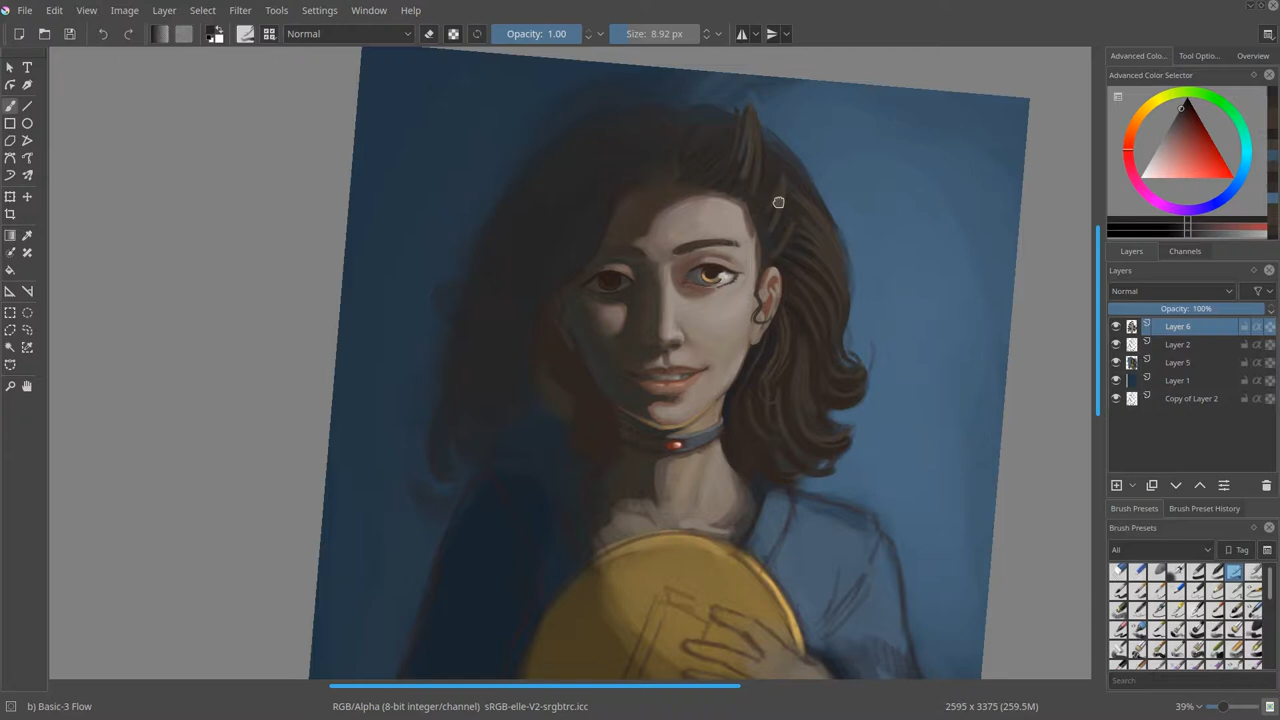 File Edit View Image Layer Select Filter Tools Settings Window Help
Normal Opacity: 1.00 Size: 8.92 px
Advanced Colo... Tool Optio... Overview
Advanced Color Selector
Layers Channels
Layers
Normal
Opacity: 100%
Layer 6
Layer 2
Layer 5
Layer 1
Copy of Layer 2
Brush Presets Brush Preset History
Brush Presets
All Tag
Search
b) Basic-3 Flow RGB/Alpha (8-bit integer/channel) sRGB-elle-V2-srgbtrc.icc 2595 x 3375 (259.5M) 39%